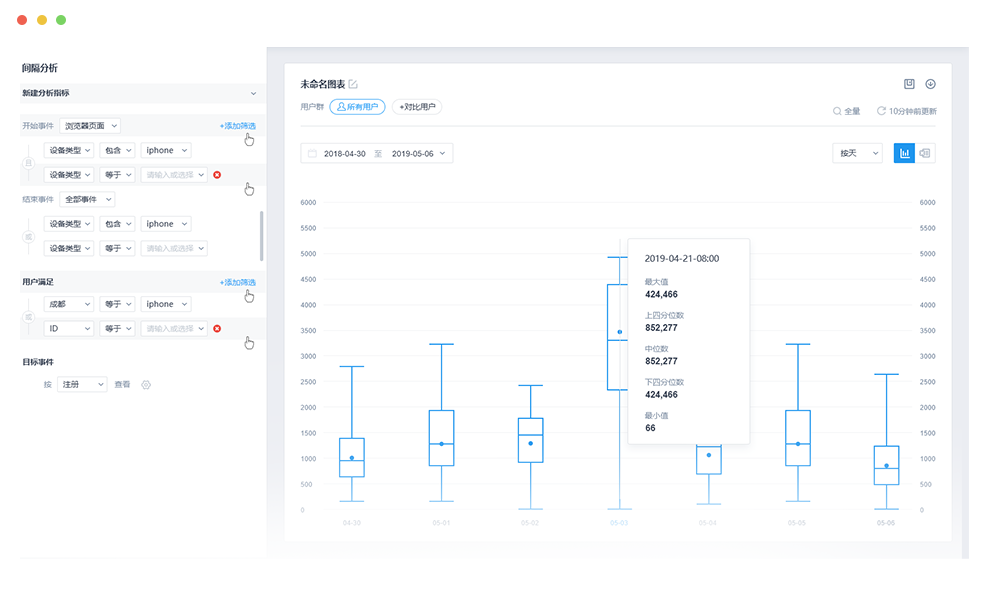 间隔分析
新建分析指标
开始事件 浏览器页面 +添加筛选
设备类型 包含 iphone
且
设备类型 等于 请输入或选择
结束事件 全部事件
设备类型 包含 iphone
或
设备类型 等于 请输入或选择
用户满足 +添加筛选
成都 等于 iphone
或
ID 等于 请输入或选择
目标事件
按 注册 查看
未命名图表
用户群 所有用户 +对比用户
全量 10分钟前更新
2018-04-30 至 2019-05-06 按天
6000 6000
5500 5500
5000 5000
4500 4500
4000 4000
3500 3500
3000 3000
2500 2500
2000 2000
1500 1500
1000 1000
500 500
0 0
04-30 05-01 05-02 05-03 05-04 05-05 05-06
2019-04-21-08:00
最大值
424,466
上四分位数
852,277
中位数
852,277
下四分位数
424,466
最小值
66